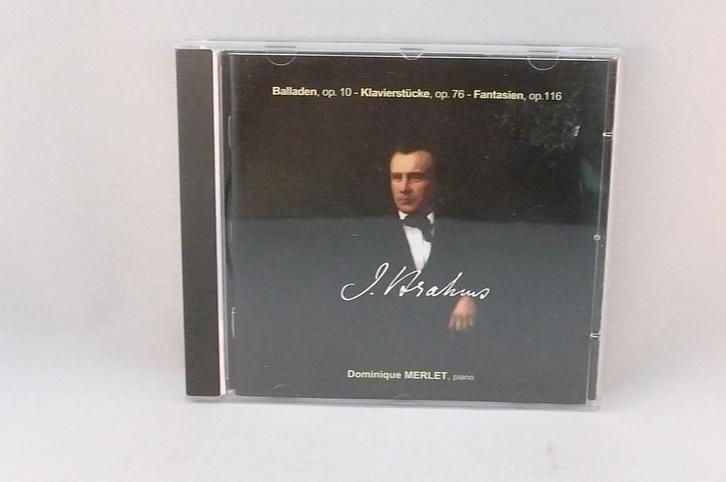 Balladen, op. 10 - Klavierstücke, op. 76 - Fantasien, op.116
J. Brahms
Dominique MERLET, piano